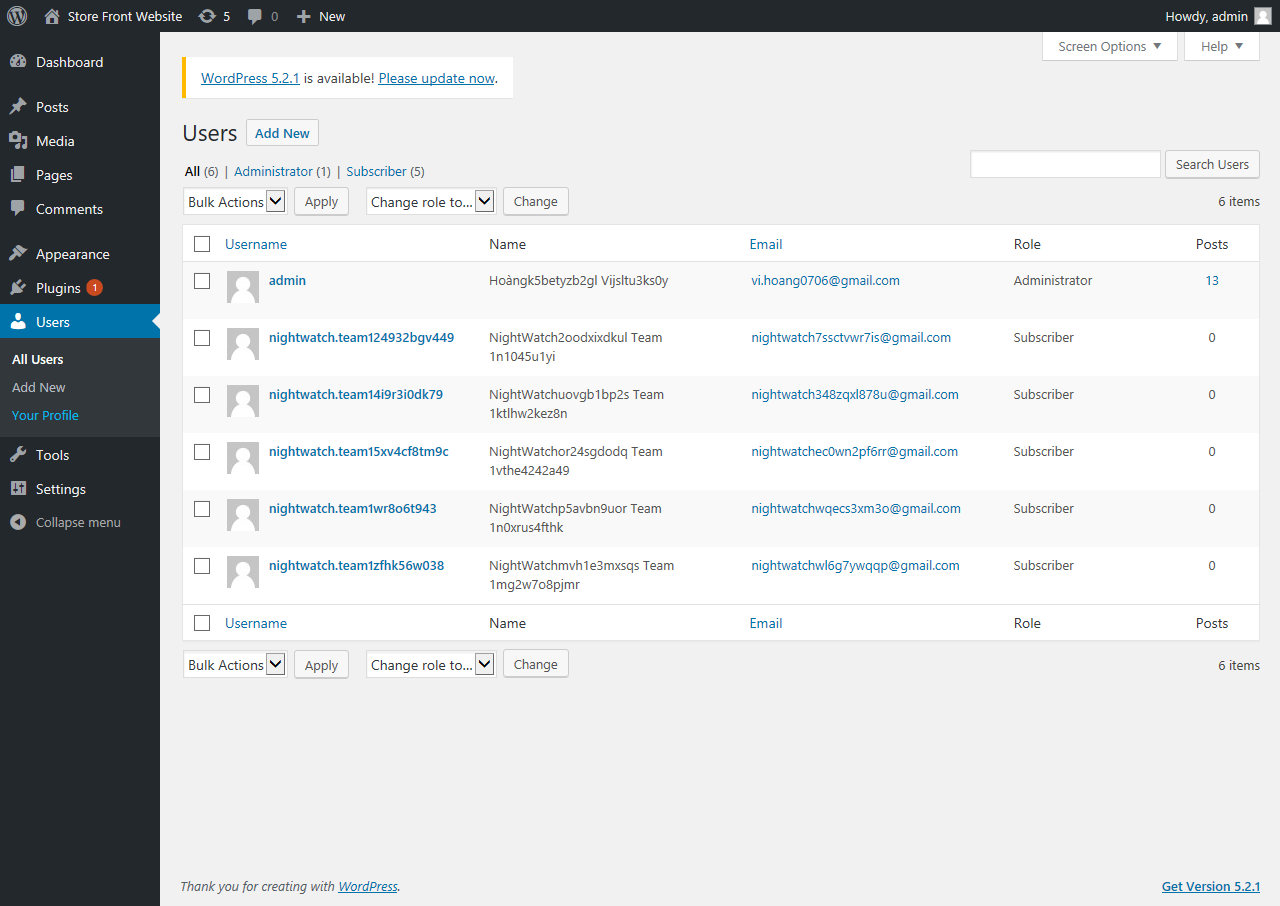 Store Front Website 5 0 New Howdy, admin
Screen Options Help
Dashboard
Posts
Media
Pages
Comments
Appearance
Plugins 1
Users
All Users
Add New
Your Profile
Tools
Settings
Collapse menu
WordPress 5.2.1 is available! Please update now.
Users Add New
All (6) | Administrator (1) | Subscriber (5)
Search Users
Bulk Actions Apply Change role to... Change 6 items
Username Name Email Role Posts
admin Hoàngk5betyzb2gl Vijsltu3ks0y vi.hoang0706@gmail.com Administrator 13
nightwatch.team124932bgv449 NightWatch2oodxixdkul Team nightwatch7ssctvwr7is@gmail.com Subscriber 0
1n1045u1yi
nightwatch.team14i9r3i0dk79 NightWatchuovgb1bp2s Team nightwatch348zqxl878u@gmail.com Subscriber 0
1ktlhw2kez8n
nightwatch.team15xv4cf8tm9c NightWatchor24sgdodq Team nightwatchec0wn2pf6rr@gmail.com Subscriber 0
1vthe4242a49
nightwatch.team1wr8o6t943 NightWatchp5avbn9uor Team nightwatchwqecs3xm3o@gmail.com Subscriber 0
1n0xrus4fthk
nightwatch.team1zfhk56w038 NightWatchmvh1e3mxsqs Team nightwatchwl6g7ywqqp@gmail.com Subscriber 0
1mg2w7o8pjmr
Username Name Email Role Posts
Bulk Actions Apply Change role to... Change 6 items
Thank you for creating with WordPress. Get Version 5.2.1